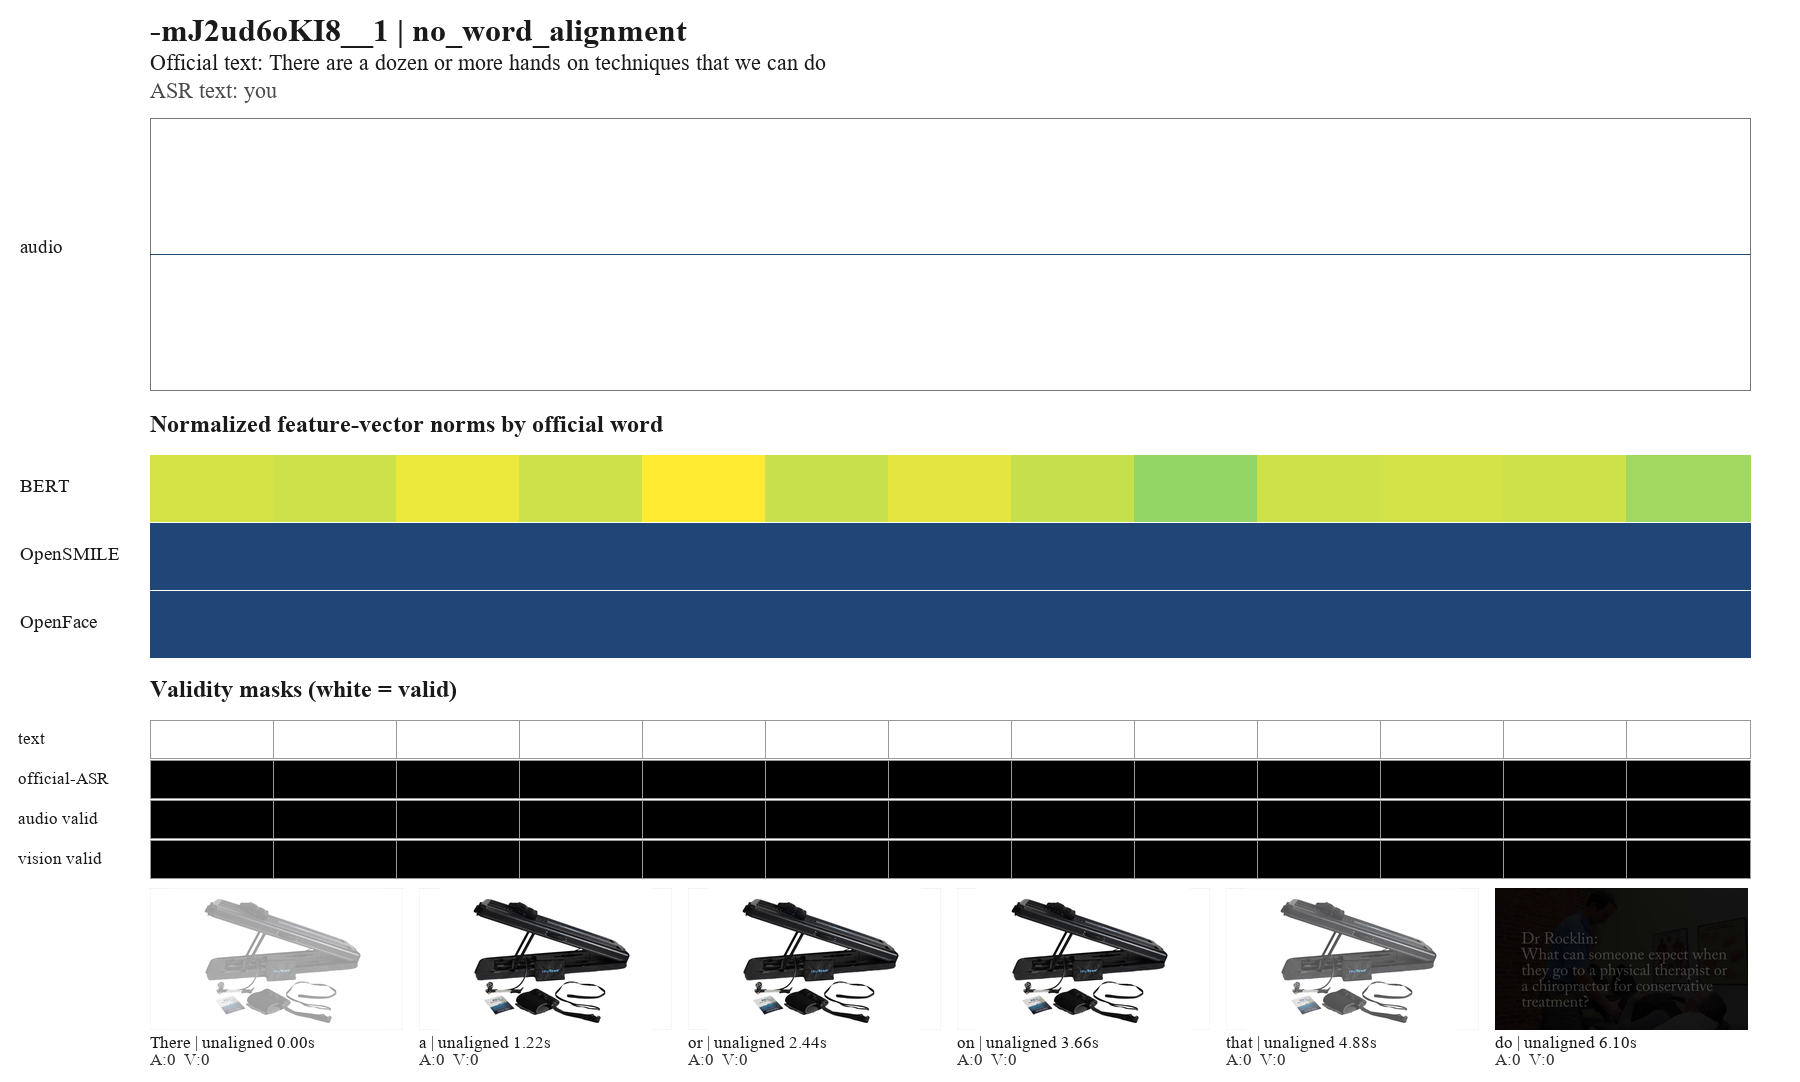 -mJ2ud6oKI8__1 | no_word_alignment
Official text: There are a dozen or more hands on techniques that we can do
ASR text: you
audio
Normalized feature-vector norms by official word
BERT
OpenSMILE
OpenFace
Validity masks (white = valid)
text
official-ASR
audio valid
vision valid
Dr Rocklin:
What can someone expect when
they go to a physical therapist or
a chiropractor for conservative
treatment?
There | unaligned 0.00s
A:0 V:0
a | unaligned 1.22s
A:0 V:0
or | unaligned 2.44s
A:0 V:0
on | unaligned 3.66s
A:0 V:0
that | unaligned 4.88s
A:0 V:0
do | unaligned 6.10s
A:0 V:0